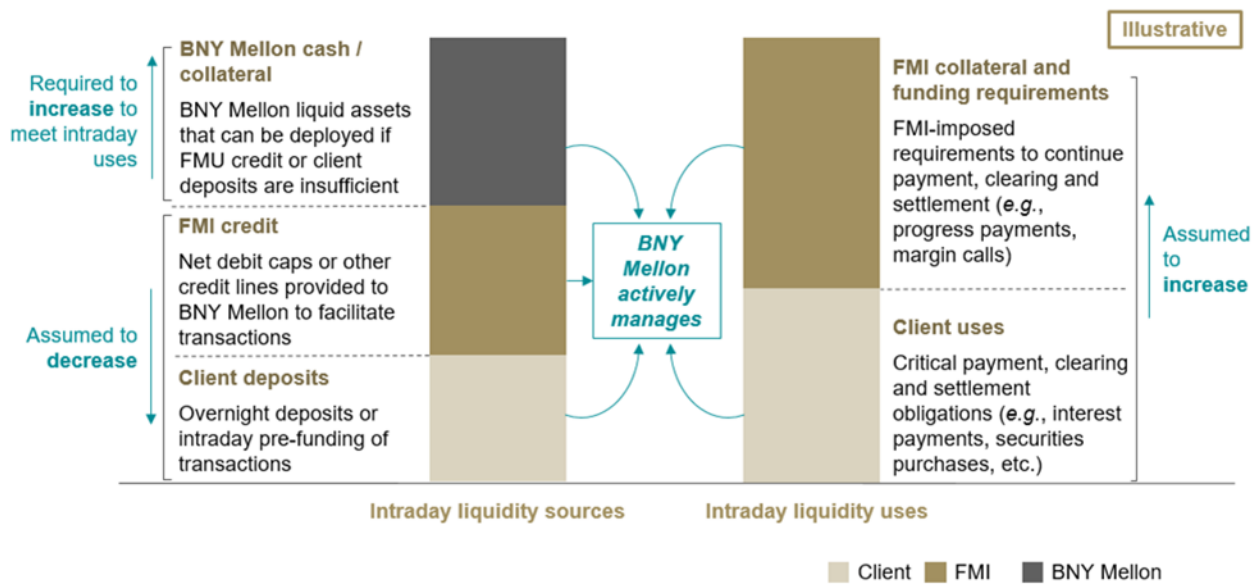 Illustrative
Required to
increase to
meet intraday
uses
BNY Mellon cash /
collateral
BNY Mellon liquid assets
that can be deployed if
FMU credit or client
deposits are insufficient
Assumed to
decrease
FMI credit
Net debit caps or other
credit lines provided to
BNY Mellon to facilitate
transactions
Client deposits
Overnight deposits or
intraday pre-funding of
transactions
BNY
Mellon
actively
manages
FMI collateral and
funding requirements
FMI-imposed
requirements to continue
payment, clearing and
settlement (e.g.,
progress payments,
margin calls)
Client uses
Critical payment, clearing
and settlement
obligations (e.g., interest
payments, securities
purchases, etc.)
Assumed
to
increase
Intraday liquidity sources
Intraday liquidity uses
Client
FMI
BNY Mellon